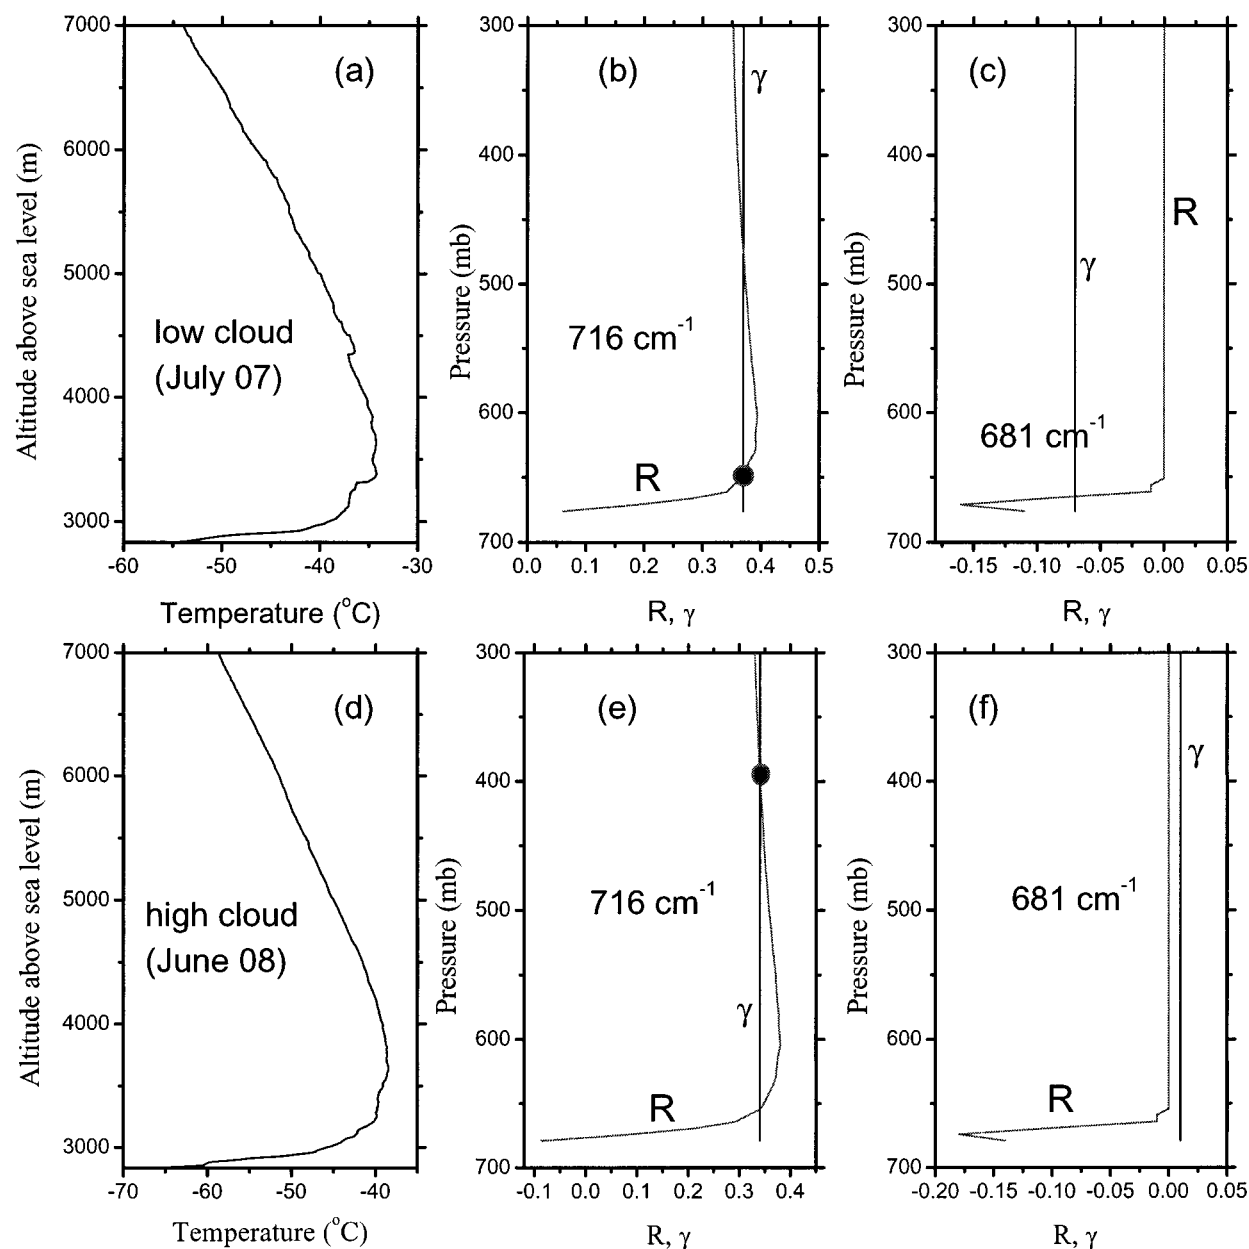 (a)
low cloud
(July 07)
7000
6000
5000
4000
3000
Altitude above sea level (m)
-60 -50 -40 -30
Temperature (°C)
(b)
γ
716 cm⁻¹
R
300
400
500
600
700
Pressure (mb)
0.0 0.1 0.2 0.3 0.4 0.5
R, γ
(c)
R
γ
681 cm⁻¹
300
400
500
600
700
Pressure (mb)
-0.15 -0.10 -0.05 0.00 0.05
R, γ
(d)
high cloud
(June 08)
7000
6000
5000
4000
3000
Altitude above sea level (m)
-70 -60 -50 -40
Temperature (°C)
(e)
716 cm⁻¹
γ
R
300
400
500
600
700
Pressure (mb)
-0.1 0.0 0.1 0.2 0.3 0.4
R, γ
(f)
γ
681 cm⁻¹
R
300
400
500
600
700
Pressure (mb)
-0.20 -0.15 -0.10 -0.05 0.00 0.05
R, γ